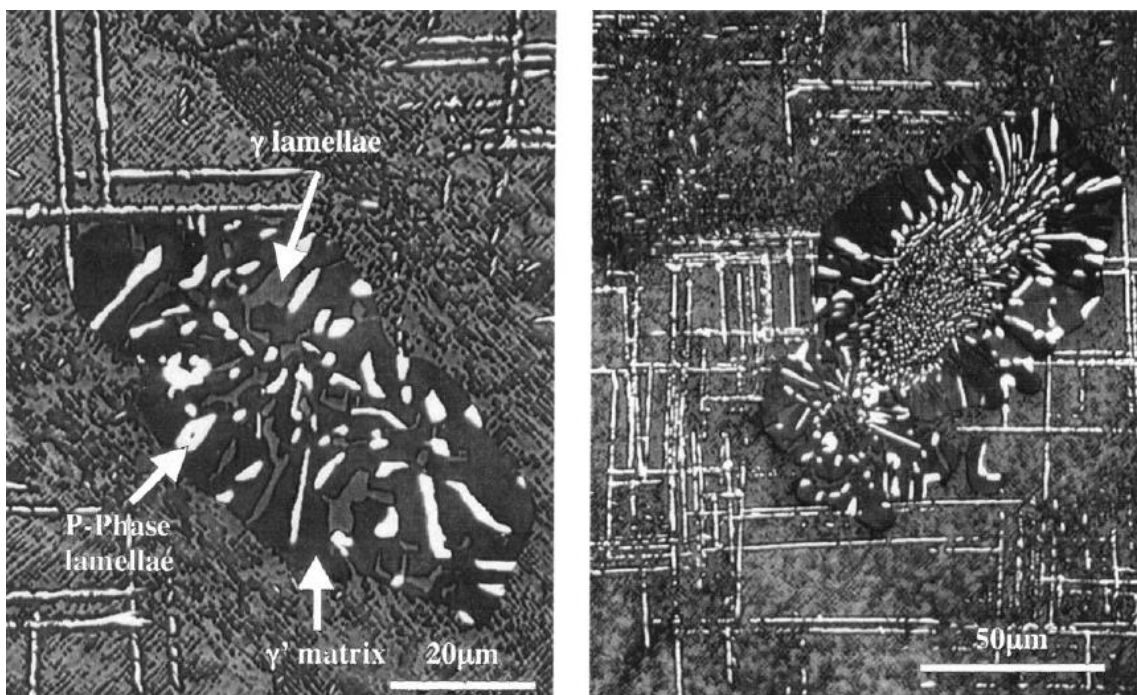 γ lamellae
P-Phase
lamellae
γ' matrix
20μm
50μm